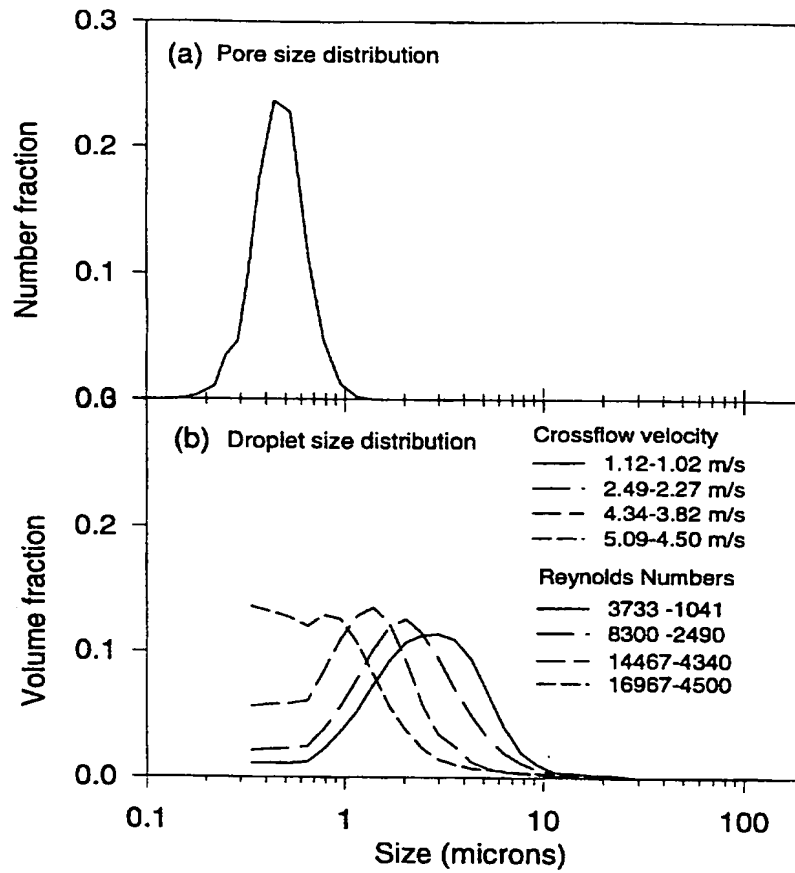 0.3
(a) Pore size distribution
0.2
Number fraction
0.1
0.3
(b) Droplet size distribution
Crossflow velocity
1.12-1.02 m/s
2.49-2.27 m/s
4.34-3.82 m/s
5.09-4.50 m/s
0.2
Reynolds Numbers
3733 -1041
8300 -2490
14467-4340
16967-4500
Volume fraction
0.1
0.0
0.1
1
10
100
Size (microns)